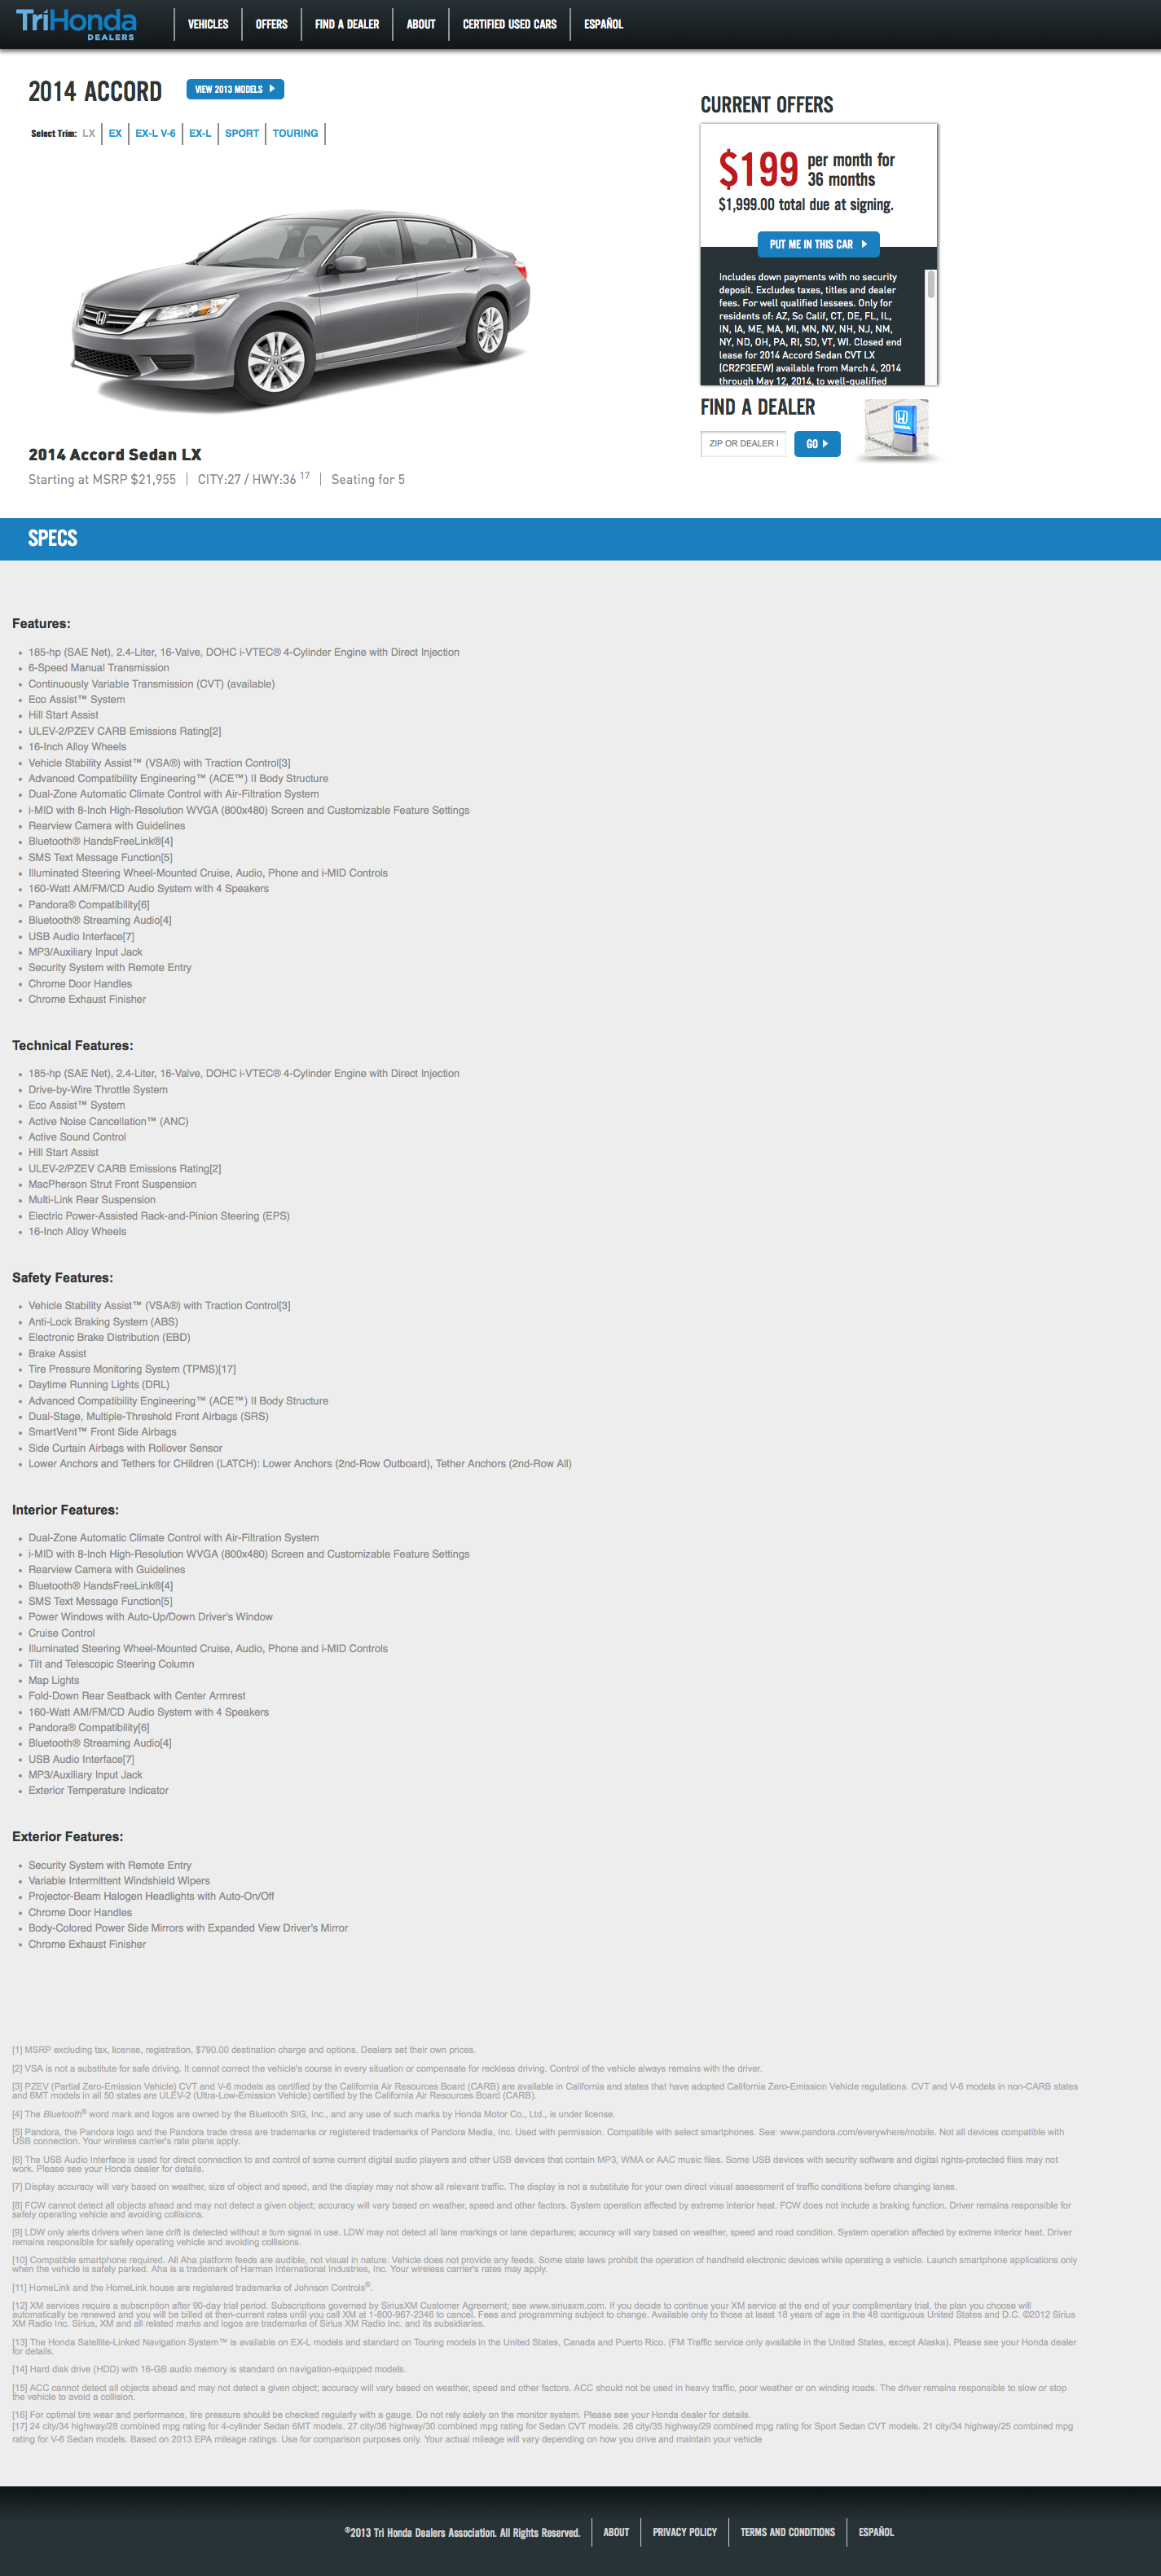 TriHonda
DEALERS
VEHICLES
OFFERS
FIND A DEALER
ABOUT
CERTIFIED USED CARS
ESPAÑOL
2014 ACCORD
VIEW 2013 MODELS
Select Trim: LX EX EX-L V-6 EX-L SPORT TOURING
2014 Accord Sedan LX
Starting at MSRP $21,955 | CITY:27 / HWY:36 17 | Seating for 5
CURRENT OFFERS
$199 per month for
36 months
$1,999.00 total due at signing.
PUT ME IN THIS CAR
Includes down payments with no security
deposit. Excludes taxes, titles and dealer
fees. For well qualified lessees. Only for
residents of: AZ, So Calif, CT, DE, FL, IL,
IN, IA, ME, MA, MI, MN, NV, NH, NJ, NM,
NY, ND, OH, PA, RI, SD, VT, WI. Closed end
lease for 2014 Accord Sedan CVT LX
(CR2F3EEW) available from March 4, 2014
through May 12, 2014, to well-qualified
FIND A DEALER
ZIP OR DEALER I
GO
SPECS
Features:
185-hp (SAE Net), 2.4-Liter, 16-Valve, DOHC i-VTEC® 4-Cylinder Engine with Direct Injection
6-Speed Manual Transmission
Continuously Variable Transmission (CVT) (available)
Eco Assist™ System
Hill Start Assist
ULEV-2/PZEV CARB Emissions Rating[2]
16-Inch Alloy Wheels
Vehicle Stability Assist™ (VSA®) with Traction Control[3]
Advanced Compatibility Engineering™ (ACE™) II Body Structure
Dual-Zone Automatic Climate Control with Air-Filtration System
i-MID with 8-Inch High-Resolution WVGA (800x480) Screen and Customizable Feature Settings
Rearview Camera with Guidelines
Bluetooth® HandsFreeLink®[4]
SMS Text Message Function[5]
Illuminated Steering Wheel-Mounted Cruise, Audio, Phone and i-MID Controls
160-Watt AM/FM/CD Audio System with 4 Speakers
Pandora® Compatibility[6]
Bluetooth® Streaming Audio[4]
USB Audio Interface[7]
MP3/Auxiliary Input Jack
Security System with Remote Entry
Chrome Door Handles
Chrome Exhaust Finisher
Technical Features:
185-hp (SAE Net), 2.4-Liter, 16-Valve, DOHC i-VTEC® 4-Cylinder Engine with Direct Injection
Drive-by-Wire Throttle System
Eco Assist™ System
Active Noise Cancellation™ (ANC)
Active Sound Control
Hill Start Assist
ULEV-2/PZEV CARB Emissions Rating[2]
MacPherson Strut Front Suspension
Multi-Link Rear Suspension
Electric Power-Assisted Rack-and-Pinion Steering (EPS)
16-Inch Alloy Wheels
Safety Features:
Vehicle Stability Assist™ (VSA®) with Traction Control[3]
Anti-Lock Braking System (ABS)
Electronic Brake Distribution (EBD)
Brake Assist
Tire Pressure Monitoring System (TPMS)[17]
Daytime Running Lights (DRL)
Advanced Compatibility Engineering™ (ACE™) II Body Structure
Dual-Stage, Multiple-Threshold Front Airbags (SRS)
SmartVent™ Front Side Airbags
Side Curtain Airbags with Rollover Sensor
Lower Anchors and Tethers for CHildren (LATCH): Lower Anchors (2nd-Row Outboard), Tether Anchors (2nd-Row All)
Interior Features:
Dual-Zone Automatic Climate Control with Air-Filtration System
i-MID with 8-Inch High-Resolution WVGA (800x480) Screen and Customizable Feature Settings
Rearview Camera with Guidelines
Bluetooth® HandsFreeLink®[4]
SMS Text Message Function[5]
Power Windows with Auto-Up/Down Driver's Window
Cruise Control
Illuminated Steering Wheel-Mounted Cruise, Audio, Phone and i-MID Controls
Tilt and Telescopic Steering Column
Map Lights
Fold-Down Rear Seatback with Center Armrest
160-Watt AM/FM/CD Audio System with 4 Speakers
Pandora® Compatibility[6]
Bluetooth® Streaming Audio[4]
USB Audio Interface[7]
MP3/Auxiliary Input Jack
Exterior Temperature Indicator
Exterior Features:
Security System with Remote Entry
Variable Intermittent Windshield Wipers
Projector-Beam Halogen Headlights with Auto-On/Off
Chrome Door Handles
Body-Colored Power Side Mirrors with Expanded View Driver's Mirror
Chrome Exhaust Finisher
[1] MSRP excluding tax, license, registration, $790.00 destination charge and options. Dealers set their own prices.
[2] VSA is not a substitute for safe driving. It cannot correct the vehicle's course in every situation or compensate for reckless driving. Control of the vehicle always remains with the driver.
[3] PZEV (Partial Zero-Emission Vehicle) CVT and V-6 models as certified by the California Air Resources Board (CARB) are available in California and states that have adopted California Zero-Emission Vehicle regulations. CVT and V-6 models in non-CARB states
and 6MT models in all 50 states are ULEV-2 (Ultra-Low-Emission Vehicle) certified by the California Air Resources Board (CARB).
[4] The Bluetooth® word mark and logos are owned by the Bluetooth SIG, Inc., and any use of such marks by Honda Motor Co., Ltd., is under license.
[5] Pandora, the Pandora logo and the Pandora trade dress are trademarks or registered trademarks of Pandora Media, Inc. Used with permission. Compatible with select smartphones. See: www.pandora.com/everywhere/mobile. Not all devices compatible with
USB connection. Your wireless carrier's rate plans apply.
[6] The USB Audio Interface is used for direct connection to and control of some current digital audio players and other USB devices that contain MP3, WMA or AAC music files. Some USB devices with security software and digital rights-protected files may not
work. Please see your Honda dealer for details.
[7] Display accuracy will vary based on weather, size of object and speed, and the display may not show all relevant traffic. The display is not a substitute for your own direct visual assessment of traffic conditions before changing lanes.
[8] FCW cannot detect all objects ahead and may not detect a given object; accuracy will vary based on weather, speed and other factors. System operation affected by extreme interior heat. FCW does not include a braking function. Driver remains responsible for
safely operating vehicle and avoiding collisions.
[9] LDW only alerts drivers when lane drift is detected without a turn signal in use. LDW may not detect all lane markings or lane departures; accuracy will vary based on weather, speed and road condition. System operation affected by extreme interior heat. Driver
remains responsible for safely operating vehicle and avoiding collisions.
[10] Compatible smartphone required. All Aha platform feeds are audible, not visual in nature. Vehicle does not provide any feeds. Some state laws prohibit the operation of handheld electronic devices while operating a vehicle. Launch smartphone applications only
when the vehicle is safely parked. Aha is a trademark of Harman International Industries, Inc. Your wireless carrier's rates may apply.
[11] HomeLink and the HomeLink house are registered trademarks of Johnson Controls®.
[12] XM services require a subscription after 90-day trial period. Subscriptions governed by SiriusXM Customer Agreement; see www.siriusxm.com. If you decide to continue your XM service at the end of your complimentary trial, the plan you choose will
automatically be renewed and you will be billed at then-current rates until you call XM at 1-800-967-2346 to cancel. Fees and programming subject to change. Available only to those at least 18 years of age in the 48 contiguous United States and D.C. ©2012 Sirius
XM Radio Inc. Sirius, XM and all related marks and logos are trademarks of Sirius XM Radio Inc. and its subsidiaries.
[13] The Honda Satellite-Linked Navigation System™ is available on EX-L models and standard on Touring models in the United States, Canada and Puerto Rico. (FM Traffic service only available in the United States, except Alaska). Please see your Honda dealer
for details.
[14] Hard disk drive (HDD) with 16-GB audio memory is standard on navigation-equipped models.
[15] ACC cannot detect all objects ahead and may not detect a given object; accuracy will vary based on weather, speed and other factors. ACC should not be used in heavy traffic, poor weather or on winding roads. The driver remains responsible to slow or stop
the vehicle to avoid a collision.
[16] For optimal tire wear and performance, tire pressure should be checked regularly with a gauge. Do not rely solely on the monitor system. Please see your Honda dealer for details.
[17] 24 city/34 highway/28 combined mpg rating for 4-cylinder Sedan 6MT models. 27 city/36 highway/30 combined mpg rating for Sedan CVT models. 26 city/35 highway/29 combined mpg rating for Sport Sedan CVT models. 21 city/34 highway/25 combined mpg
rating for V-6 Sedan models. Based on 2013 EPA mileage ratings. Use for comparison purposes only. Your actual mileage will vary depending on how you drive and maintain your vehicle
©2013 Tri Honda Dealers Association. All Rights Reserved.
ABOUT
PRIVACY POLICY
TERMS AND CONDITIONS
ESPAÑOL